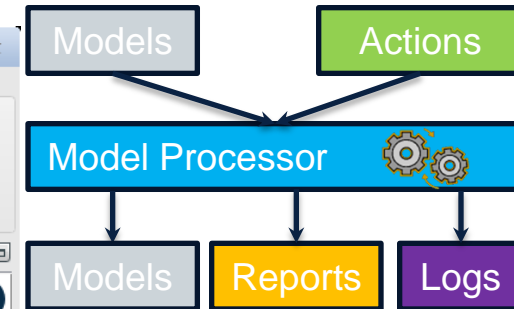 Models
Actions
Model Processor
Models
Reports
Logs